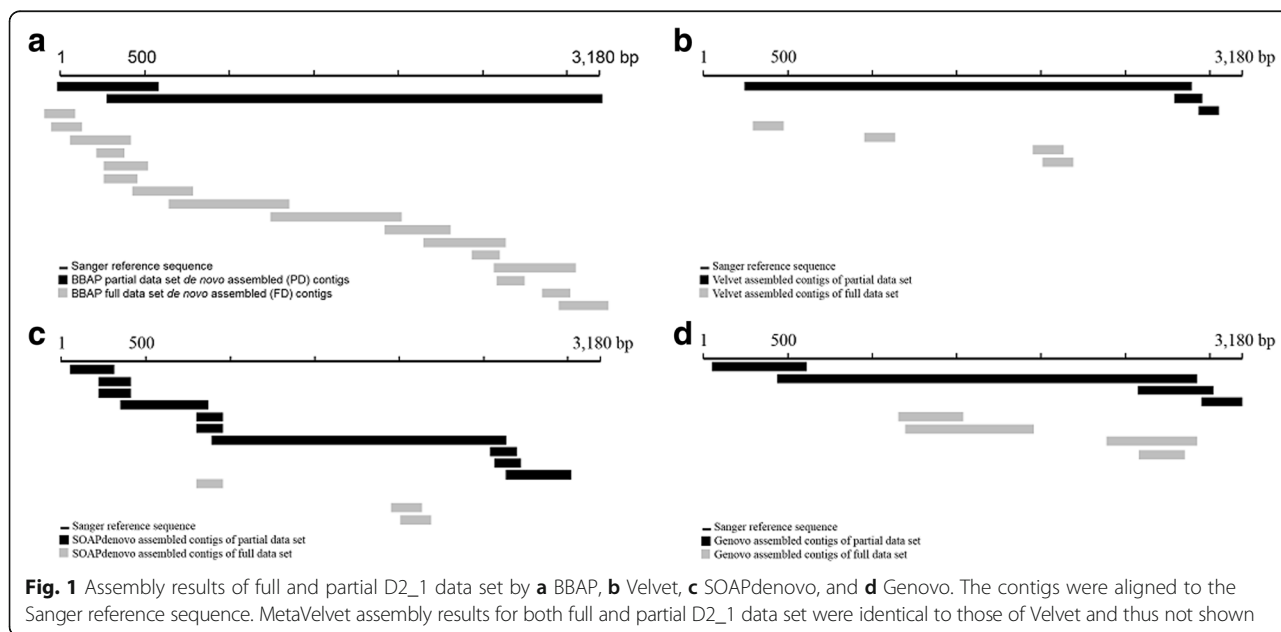 a
1 500 3,180 bp
Sanger reference sequence
BBAP partial data set de novo assembled (PD) contigs
BBAP full data set de novo assembled (FD) contigs
b
1 500 3,180 bp
Sanger reference sequence
Velvet assembled contigs of partial data set
Velvet assembled contigs of full data set
c
1 500 3,180 bp
Sanger reference sequence
SOAPdenovo assembled contigs of partial data set
SOAPdenovo assembled contigs of full data set
d
1 500 3,180 bp
Sanger reference sequence
Genovo assembled contigs of partial data set
Genovo assembled contigs of full data set
Fig. 1 Assembly results of full and partial D2_1 data set by a BBAP, b Velvet, c SOAPdenovo, and d Genovo. The contigs were aligned to the
Sanger reference sequence. MetaVelvet assembly results for both full and partial D2_1 data set were identical to those of Velvet and thus not shown